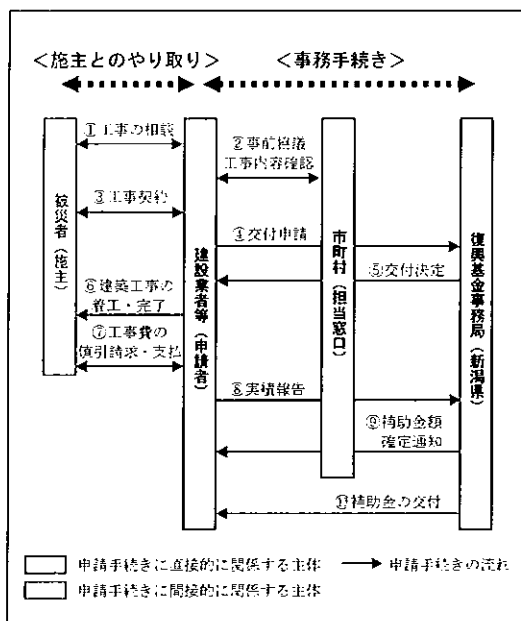 ＜施主とのやり取り＞
＜事務手続き＞
①工事の相談
②事前協議
工事内容確認
③工事契約
④交付申請
⑤交付決定
⑥建築工事の
着工・完了
⑦工事費の
値引請求・支払
⑧実績報告
⑨補助金額
確定通知
補助金の交付
被災者（施主）
建設業者等（申請者）
市町村（担当窓口）
復興基金事務局（新潟県）
申請手続きに直接的に関係する主体
申請手続きの流れ
申請手続きに間接的に関係する主体